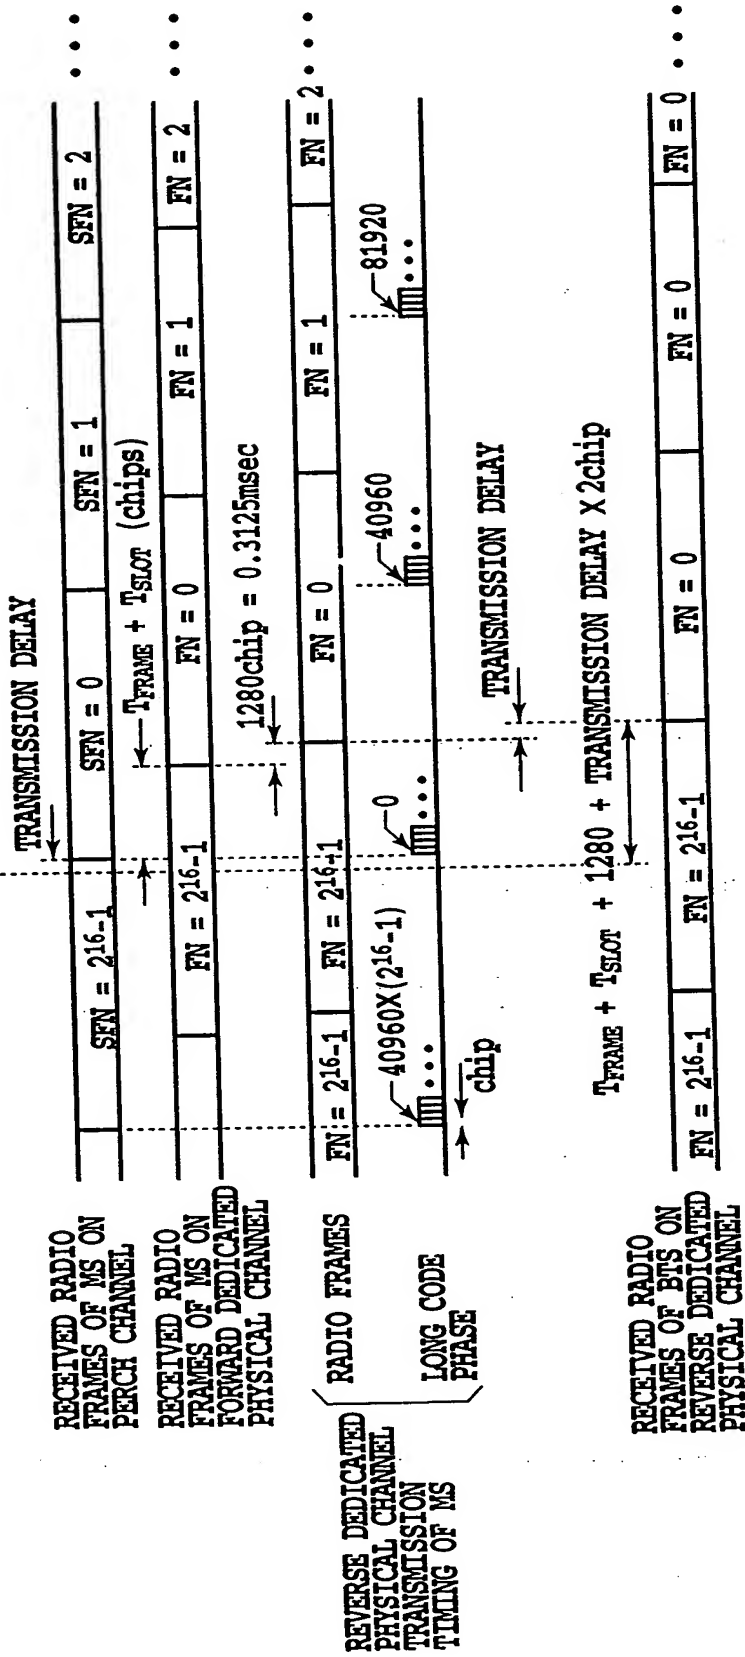 TRANSMISSION DELAY
RECEIVED RADIO
FRAMES OF MS ON
PERCH CHANNEL
SFN = 2¹⁶-1
SFN = 0
SFN = 1
SFN = 2
• • •
T_FRAME + T_SLOT (chips)
RECEIVED RADIO
FRAMES OF MS ON
FORWARD DEDICATED
PHYSICAL CHANNEL
FN = 2¹⁶-1
FN = 0
FN = 1
FN = 2
• • •
1280chip = 0.3125msec
REVERSE DEDICATED
PHYSICAL CHANNEL
TRANSMISSION
TIMING OF MS
RADIO FRAMES
FN = 2¹⁶-1
FN = 2¹⁶-1
FN = 0
FN = 1
FN = 2
• • •
LONG CODE
PHASE
40960X(2¹⁶-1)
0
40960
81920
• • •
• • •
• • •
• • •
chip
TRANSMISSION DELAY
T_FRAME + T_SLOT + 1280 + TRANSMISSION DELAY X 2chip
RECEIVED RADIO
FRAMES OF BTS ON
REVERSE DEDICATED
PHYSICAL CHANNEL
FN = 2¹⁶-1
FN = 2¹⁶-1
FN = 0
FN = 0
FN = 0
• • •